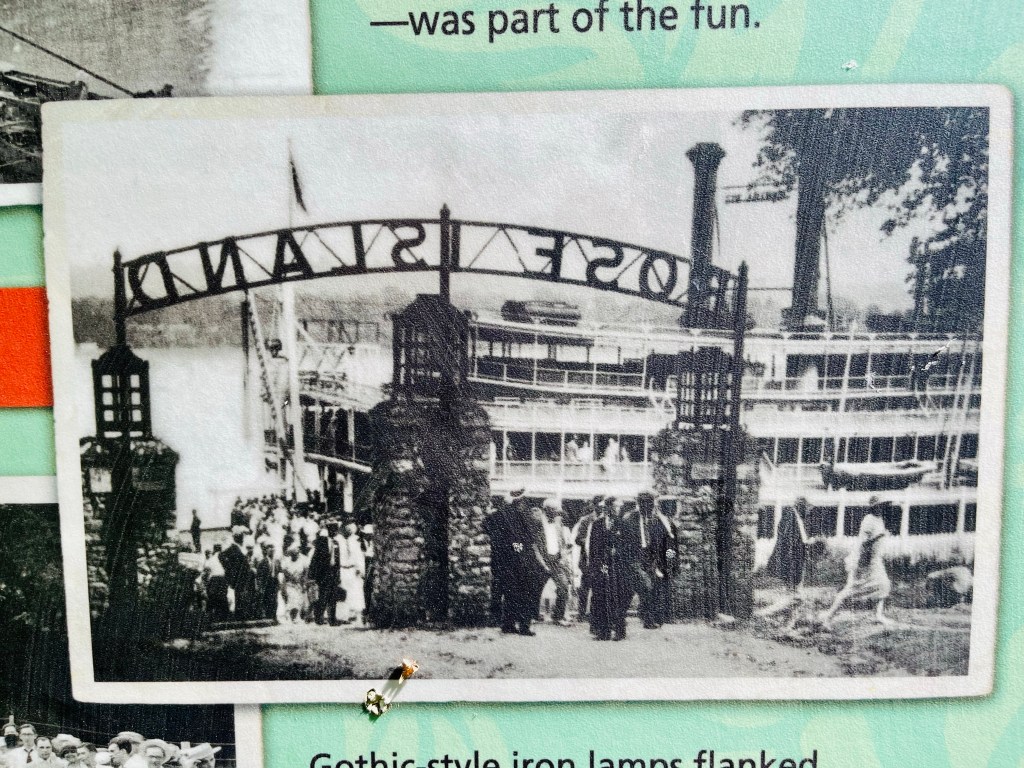 —was part of the fun.
ROSE ISLAND
Gothic-style iron lamps flanked